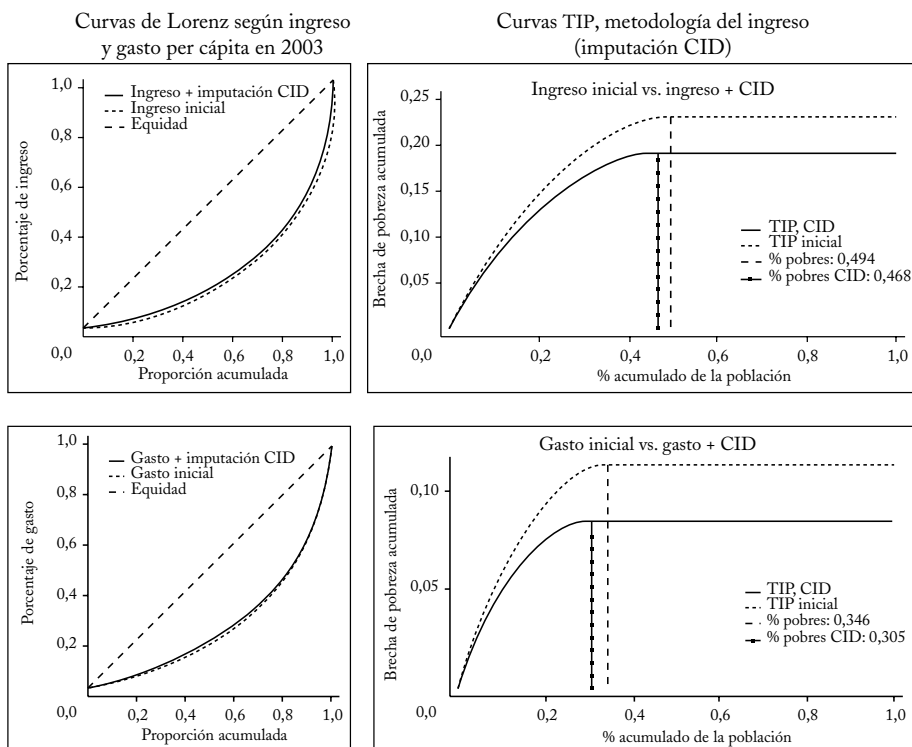 Curvas de Lorenz según ingreso
y gasto per cápita en 2003
Curvas TIP, metodología del ingreso
(imputación CID)
1,0
0,8
0,6
0,4
0,2
0,0
Porcentaje de ingreso
Ingreso + imputación CID
Ingreso inicial
Equidad
0,2
0,4
0,6
0,8
1,0
Proporción acumulada
Ingreso inicial vs. ingreso + CID
0,25
0,20
0,15
0,10
0,05
0,0
Brecha de pobreza acumulada
TIP, CID
TIP inicial
% pobres: 0,494
% pobres CID: 0,468
0,2
0,4
0,6
0,8
1,0
% acumulado de la población
1,0
0,8
0,6
0,4
0,2
0,0
Porcentaje de gasto
Gasto + imputación CID
Gasto inicial
Equidad
0,2
0,4
0,6
0,8
1,0
Proporción acumulada
Gasto inicial vs. gasto + CID
0,10
0,05
0,0
Brecha de pobreza acumulada
TIP, CID
TIP inicial
% pobres: 0,346
% pobres CID: 0,305
0,2
0,4
0,6
0,8
1,0
% acumulado de la población